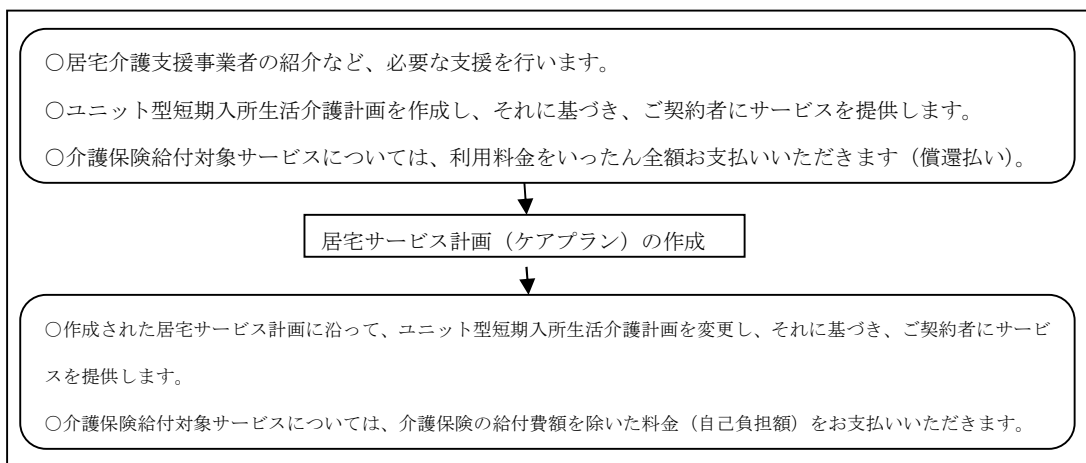 ○居宅介護支援事業者の紹介など、必要な支援を行います。
○ユニット型短期入所生活介護計画を作成し、それに基づき、ご契約者にサービスを提供します。
○介護保険給付対象サービスについては、利用料金をいったん全額お支払いいただきます（償還払い）。
居宅サービス計画（ケアプラン）の作成
○作成された居宅サービス計画に沿って、ユニット型短期入所生活介護計画を変更し、それに基づき、ご契約者にサービ
スを提供します。
○介護保険給付対象サービスについては、介護保険の給付費額を除いた料金（自己負担額）をお支払いいただきます。